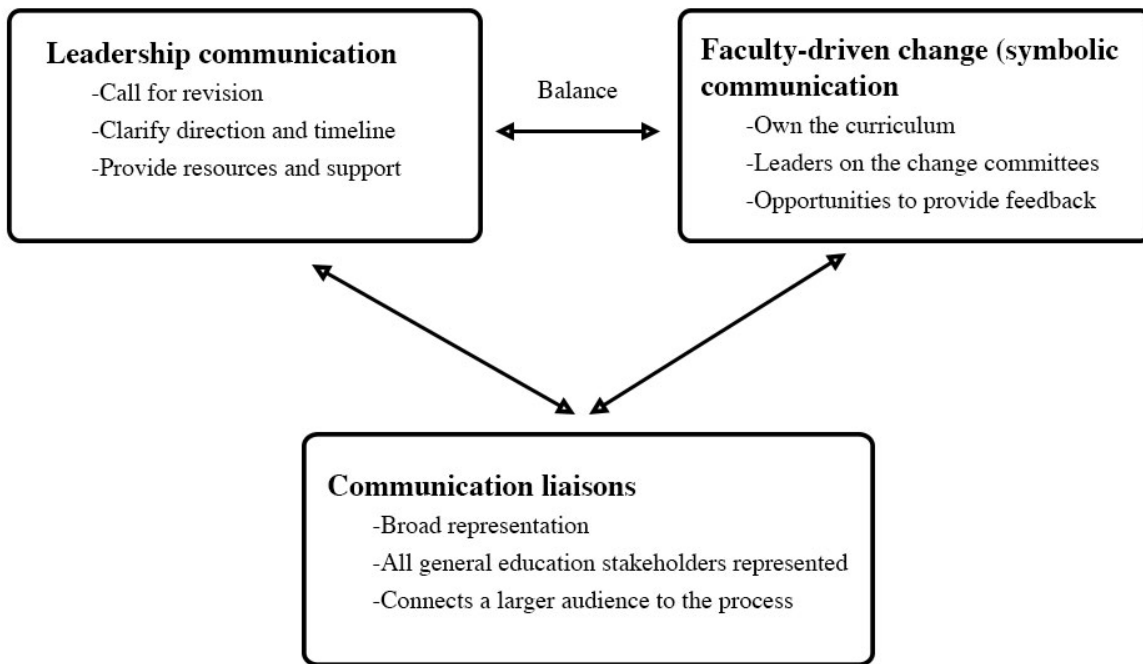 Leadership communication
-Call for revision
-Clarify direction and timeline
-Provide resources and support
Balance
Faculty-driven change (symbolic
communication
-Own the curriculum
-Leaders on the change committees
-Opportunities to provide feedback
Communication liaisons
-Broad representation
-All general education stakeholders represented
-Connects a larger audience to the process